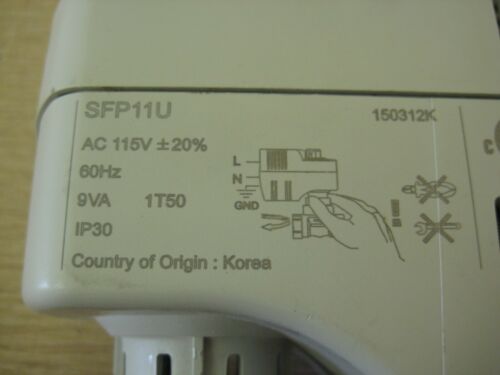 SFP11U 150312K
AC 115V ±20%
60Hz
9VA 1T50
IP30
L
N
GND
Country of Origin : Korea
C